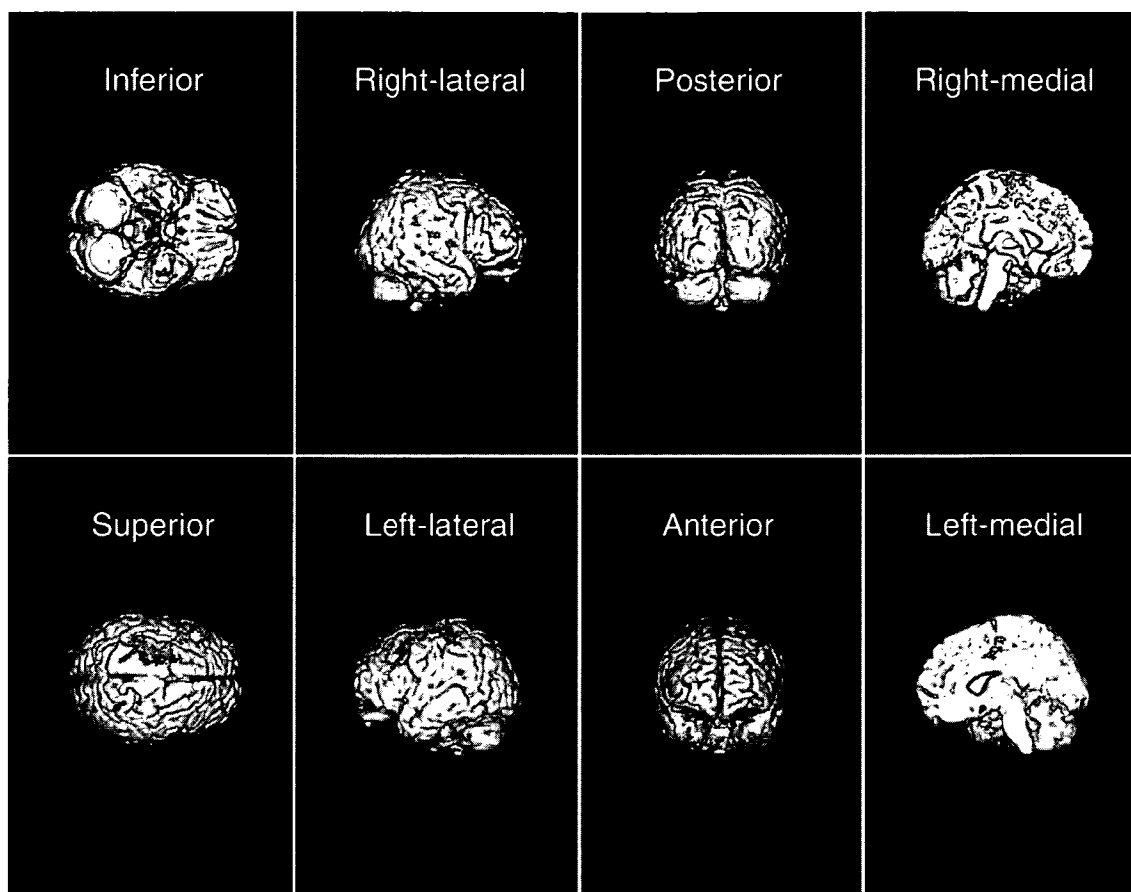 Inferior
Right-lateral
Posterior
Right-medial
Superior
Left-lateral
Anterior
Left-medial